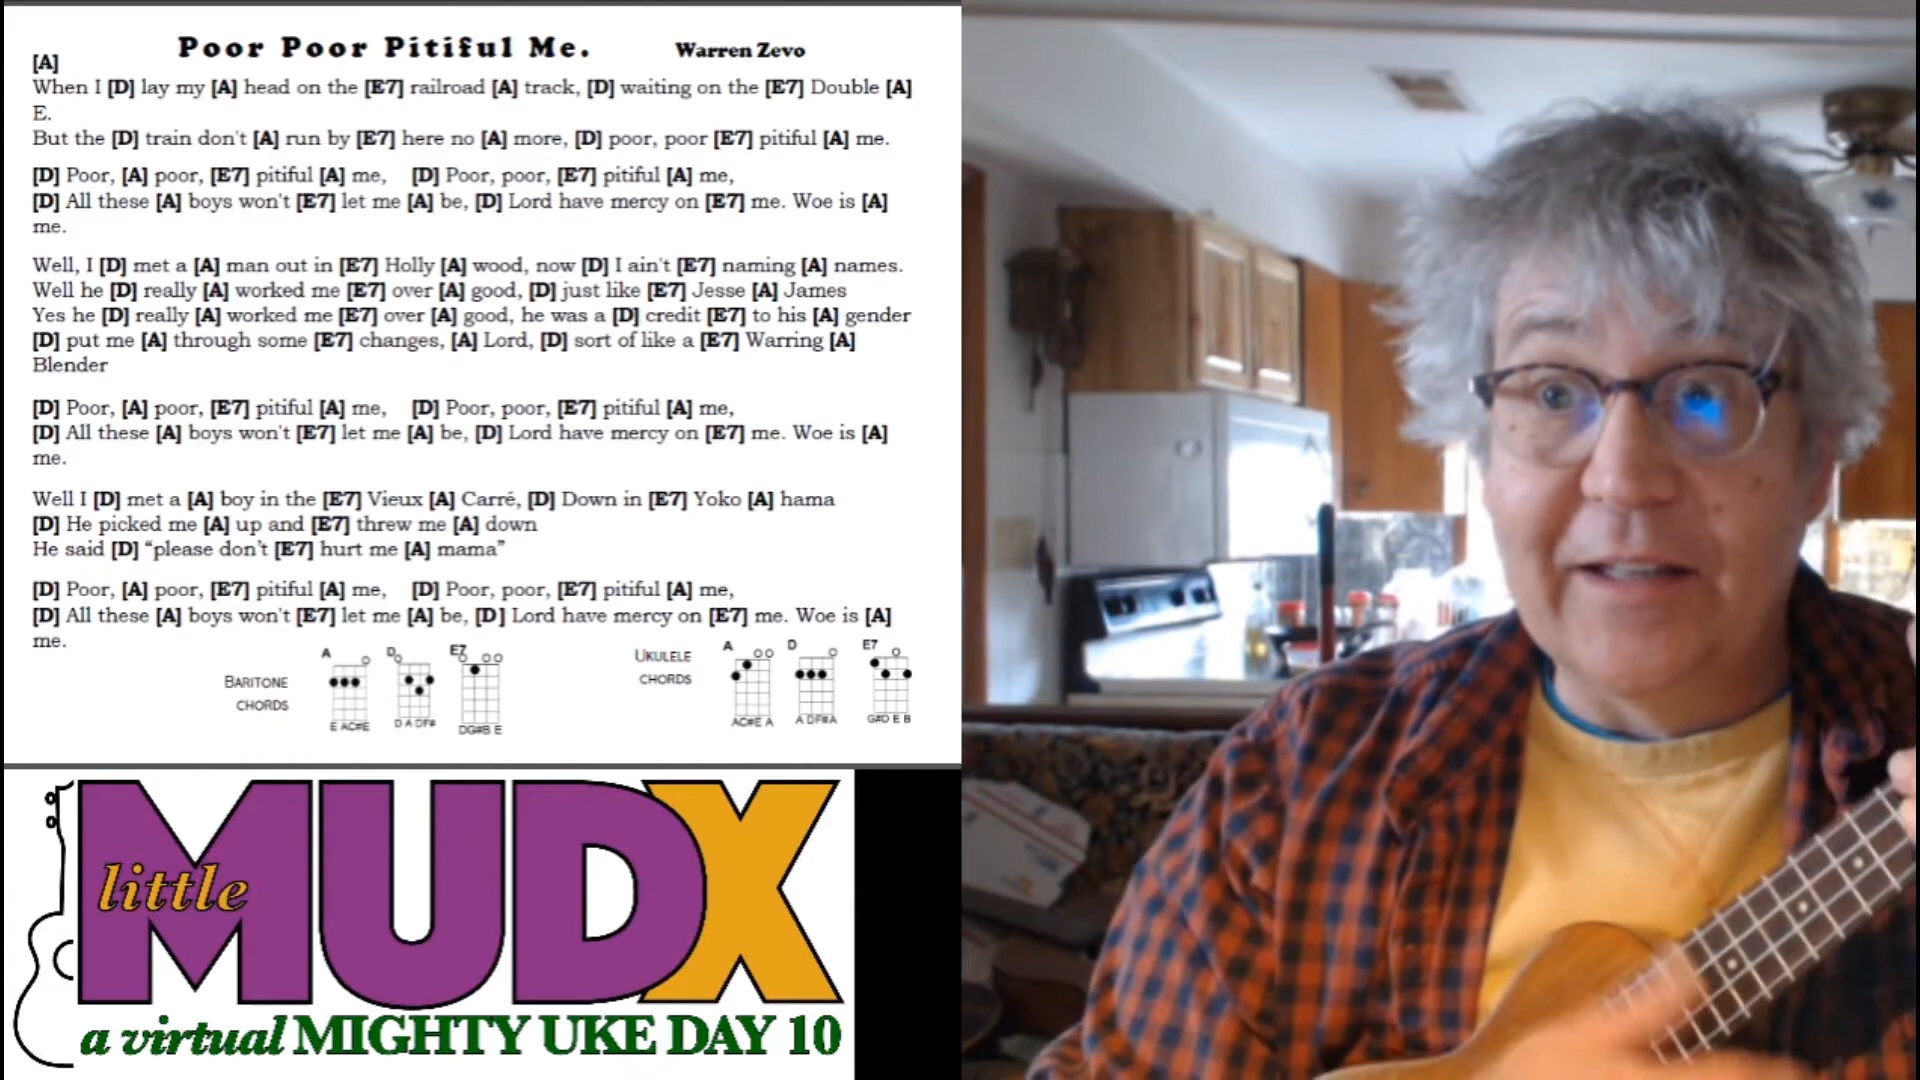 Poor Poor Pitiful Me. Warren Zevo
[A]
When I [D] lay my [A] head on the [E7] railroad [A] track, [D] waiting on the [E7] Double [A]
E.
But the [D] train don't [A] run by [E7] here no [A] more, [D] poor, poor [E7] pitiful [A] me.
[D] Poor, [A] poor, [E7] pitiful [A] me, [D] Poor, poor, [E7] pitiful [A] me,
[D] All these [A] boys won't [E7] let me [A] be, [D] Lord have mercy on [E7] me. Woe is [A]
me.
Well, I [D] met a [A] man out in [E7] Holly [A] wood, now [D] I ain't [E7] naming [A] names.
Well he [D] really [A] worked me [E7] over [A] good, [D] just like [E7] Jesse [A] James
Yes he [D] really [A] worked me [E7] over [A] good, he was a [D] credit [E7] to his [A] gender
[D] put me [A] through some [E7] changes, [A] Lord, [D] sort of like a [E7] Warring [A]
Blender
[D] Poor, [A] poor, [E7] pitiful [A] me, [D] Poor, poor, [E7] pitiful [A] me,
[D] All these [A] boys won't [E7] let me [A] be, [D] Lord have mercy on [E7] me. Woe is [A]
me.
Well I [D] met a [A] boy in the [E7] Vieux [A] Carré, [D] Down in [E7] Yoko [A] hama
[D] He picked me [A] up and [E7] threw me [A] down
He said [D] “please don't [E7] hurt me [A] mama”
[D] Poor, [A] poor, [E7] pitiful [A] me, [D] Poor, poor, [E7] pitiful [A] me,
[D] All these [A] boys won't [E7] let me [A] be, [D] Lord have mercy on [E7] me. Woe is [A]
me.
A D E7
BARITONE
CHORDS
E AC#E D A DF# DG#B E
A D E7
UKULELE
CHORDS
AC#E A A DF#A G#D E B
MUDX
little
a virtual MIGHTY UKE DAY 10